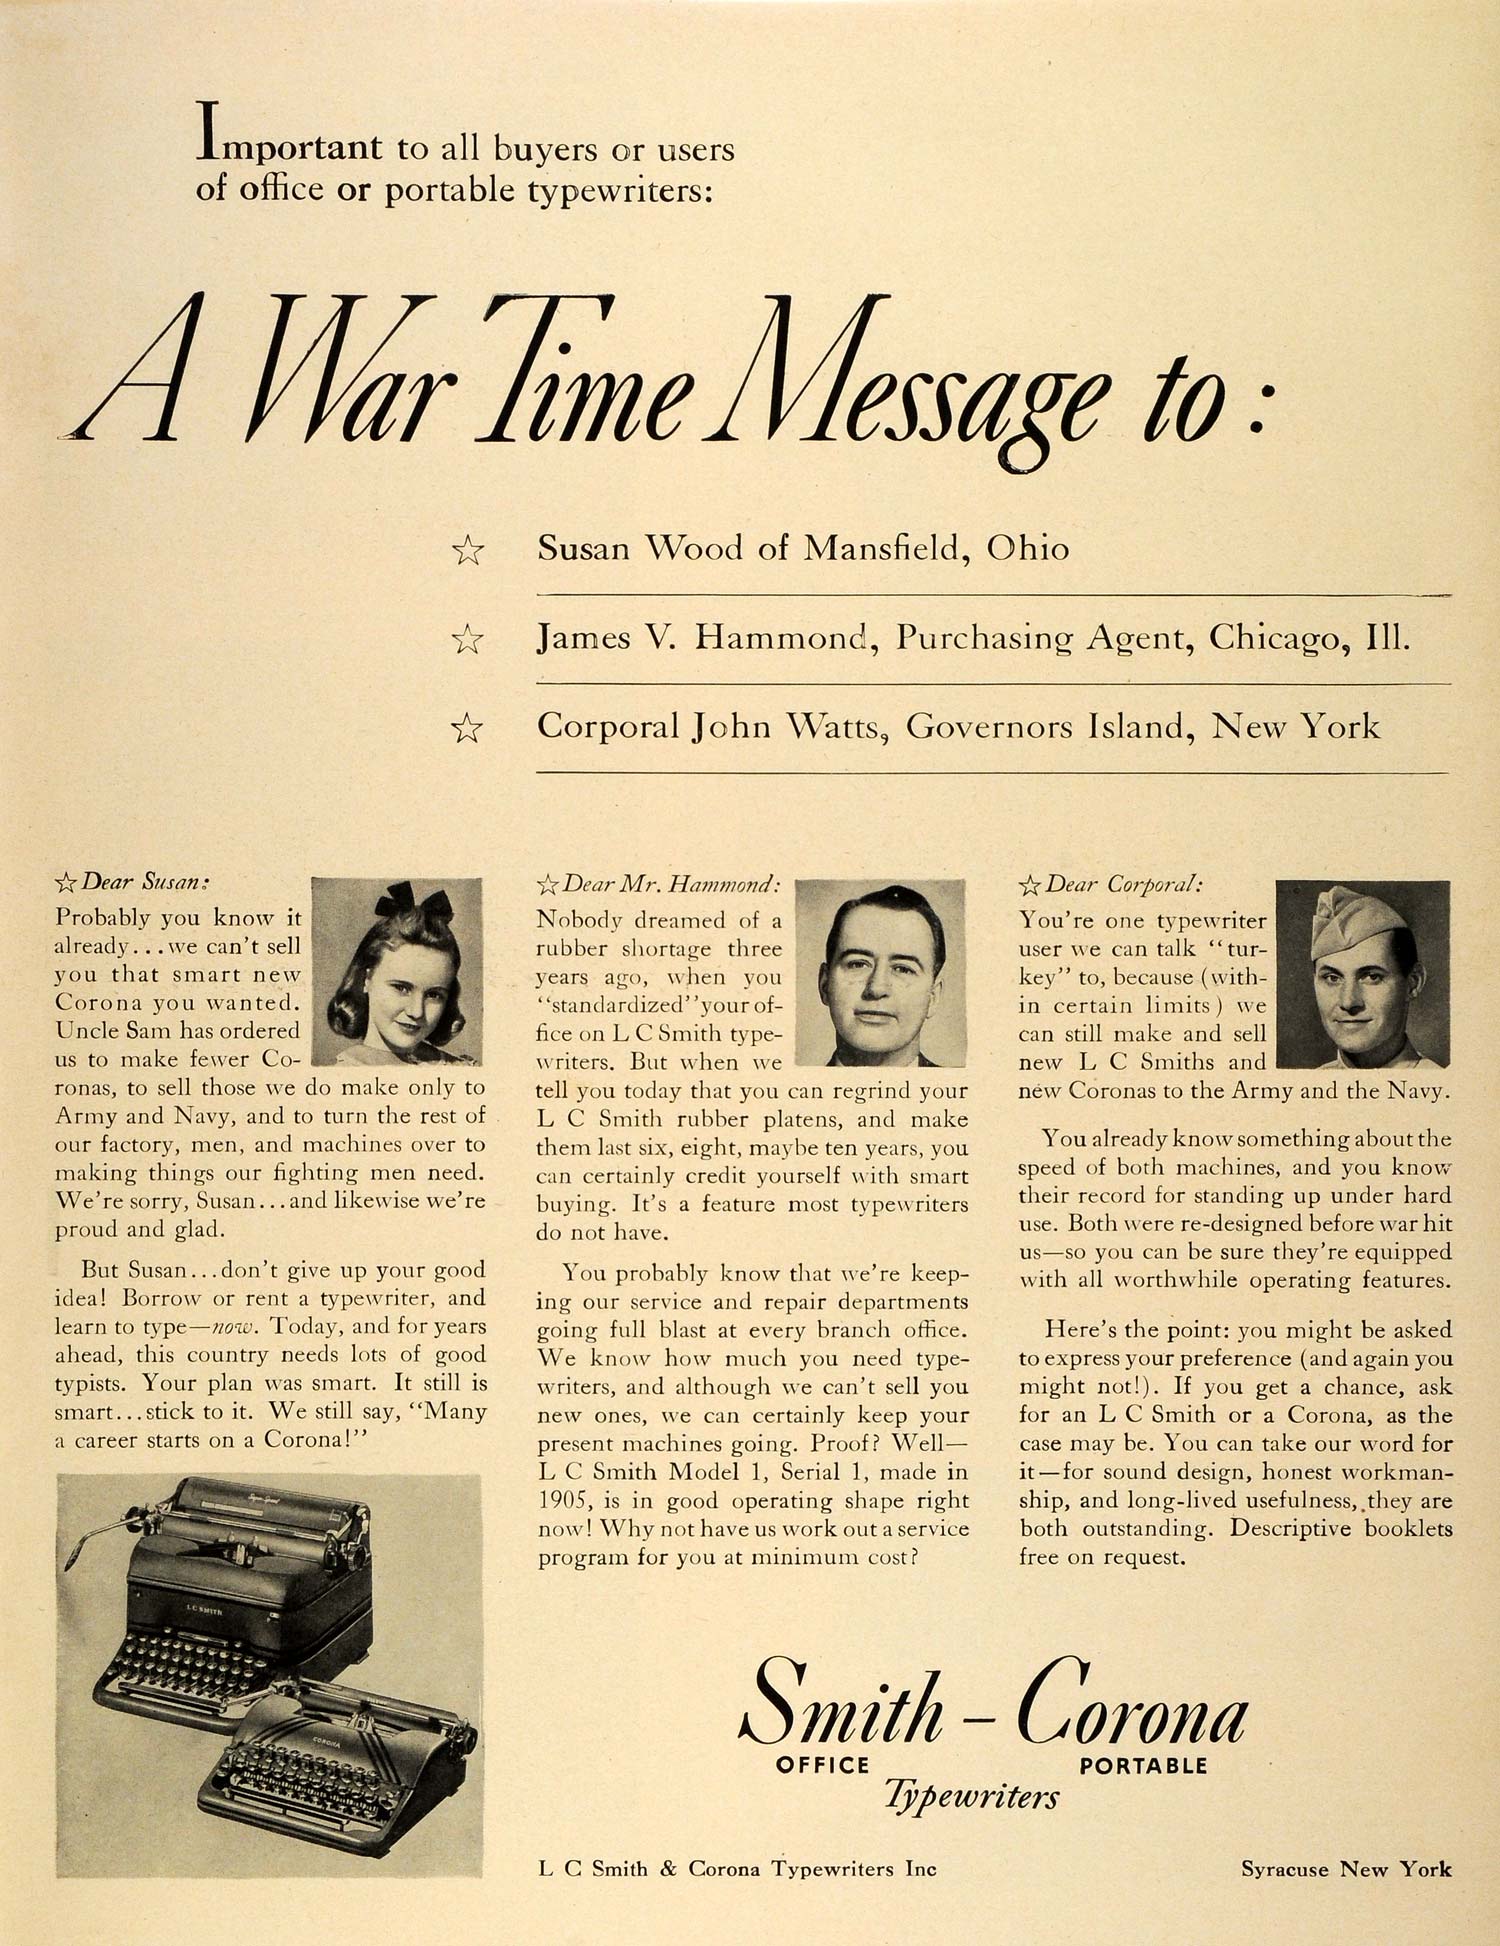 Important to all buyers or users
of office or portable typewriters:
A War Time Message to:
☆ Susan Wood of Mansfield, Ohio
☆ James V. Hammond, Purchasing Agent, Chicago, Ill.
☆ Corporal John Watts, Governors Island, New York
☆ Dear Susan:
Probably you know it
already...we can't sell
you that smart new
Corona you wanted.
Uncle Sam has ordered
us to make fewer Co-
ronas, to sell those we do make only to
Army and Navy, and to turn the rest of
our factory, men, and machines over to
making things our fighting men need.
We're sorry, Susan...and likewise we're
proud and glad.
But Susan...don't give up your good
idea! Borrow or rent a typewriter, and
learn to type—now. Today, and for years
ahead, this country needs lots of good
typists. Your plan was smart. It still is
smart...stick to it. We still say, "Many
a career starts on a Corona!"
☆ Dear Mr. Hammond:
Nobody dreamed of a
rubber shortage three
years ago, when you
"standardized" your of-
fice on L C Smith type-
writers. But when we
tell you today that you can regrind your
L C Smith rubber platens, and make
them last six, eight, maybe ten years, you
can certainly credit yourself with smart
buying. It's a feature most typewriters
do not have.
You probably know that we're keep-
ing our service and repair departments
going full blast at every branch office.
We know how much you need type-
writers, and although we can't sell you
new ones, we can certainly keep your
present machines going. Proof? Well—
L C Smith Model 1, Serial 1, made in
1905, is in good operating shape right
now! Why not have us work out a service
program for you at minimum cost?
☆ Dear Corporal:
You're one typewriter
user we can talk "tur-
key" to, because (with-
in certain limits) we
can still make and sell
new L C Smiths and
new Coronas to the Army and the Navy.
You already know something about the
speed of both machines, and you know
their record for standing up under hard
use. Both were re-designed before war hit
us—so you can be sure they're equipped
with all worthwhile operating features.
Here's the point: you might be asked
to express your preference (and again you
might not!). If you get a chance, ask
for an L C Smith or a Corona, as the
case may be. You can take our word for
it—for sound design, honest workman-
ship, and long-lived usefulness, they are
both outstanding. Descriptive booklets
free on request.
L C SMITH
CORONA
Smith – Corona
OFFICE PORTABLE
Typewriters
L C Smith & Corona Typewriters Inc Syracuse New York